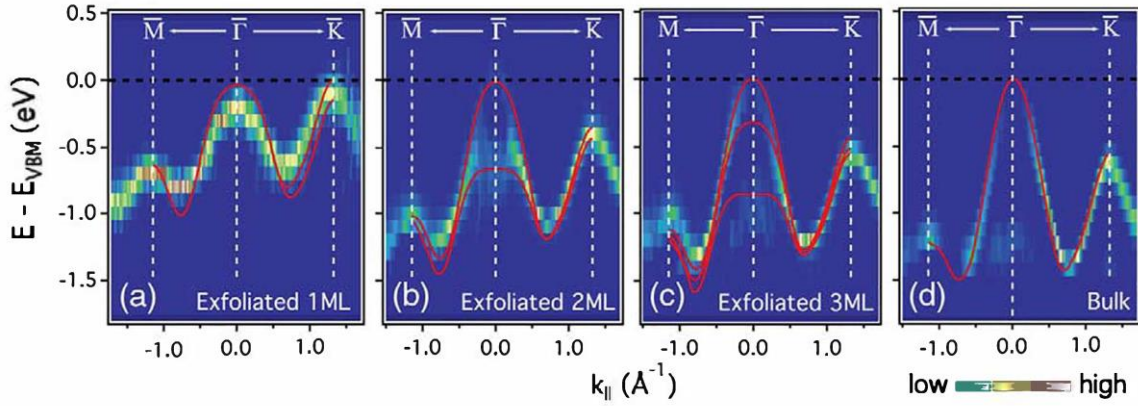 0.5
0.0
-0.5
-1.0
-1.5
E - E_VBM (eV)
M̅ Γ̅ K̅
M̅ Γ̅ K̅
M̅ Γ̅ K̅
M̅ Γ̅ K̅
(a) Exfoliated 1ML
(b) Exfoliated 2ML
(c) Exfoliated 3ML
(d) Bulk
-1.0 0.0 1.0
-1.0 0.0 1.0
-1.0 0.0 1.0
-1.0 0.0 1.0
k_|| (Å⁻¹)
low high